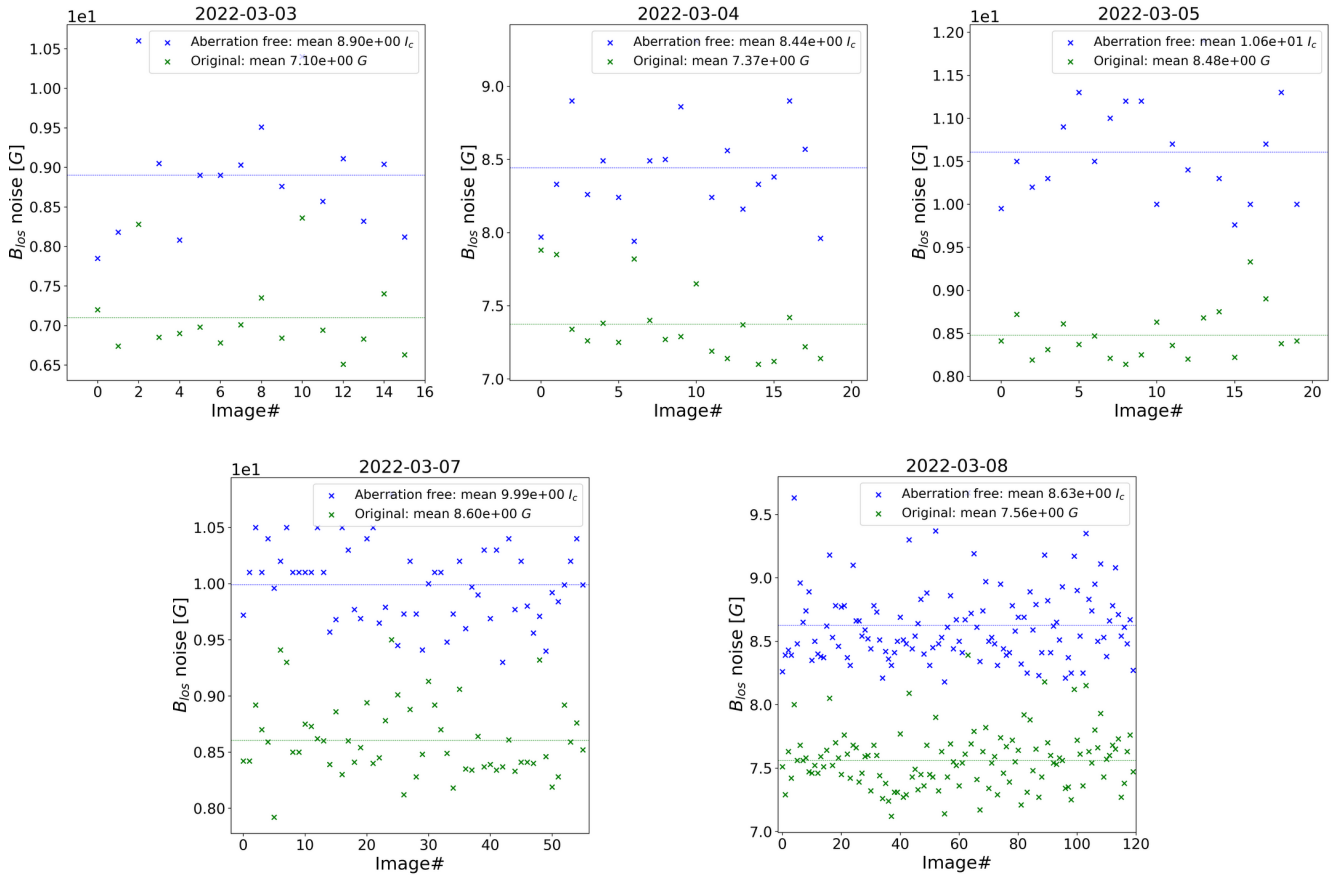 2022-03-03
1e1
Aberration free: mean 8.90e+00 I_c
Original: mean 7.10e+00 G
1.05
1.00
0.95
0.90
0.85
0.80
0.75
0.70
0.65
B_los noise [G]
0 2 4 6 8 10 12 14 16
Image#
2022-03-04
Aberration free: mean 8.44e+00 I_c
Original: mean 7.37e+00 G
9.0
8.5
8.0
7.5
7.0
B_los noise [G]
0 5 10 15 20
Image#
2022-03-05
1e1
Aberration free: mean 1.06e+01 I_c
Original: mean 8.48e+00 G
1.20
1.15
1.10
1.05
1.00
0.95
0.90
0.85
0.80
B_los noise [G]
0 5 10 15 20
Image#
2022-03-07
1e1
Aberration free: mean 9.99e+00 I_c
Original: mean 8.60e+00 G
1.05
1.00
0.95
0.90
0.85
0.80
B_los noise [G]
0 10 20 30 40 50
Image#
2022-03-08
Aberration free: mean 8.63e+00 I_c
Original: mean 7.56e+00 G
9.5
9.0
8.5
8.0
7.5
7.0
B_los noise [G]
0 20 40 60 80 100 120
Image#